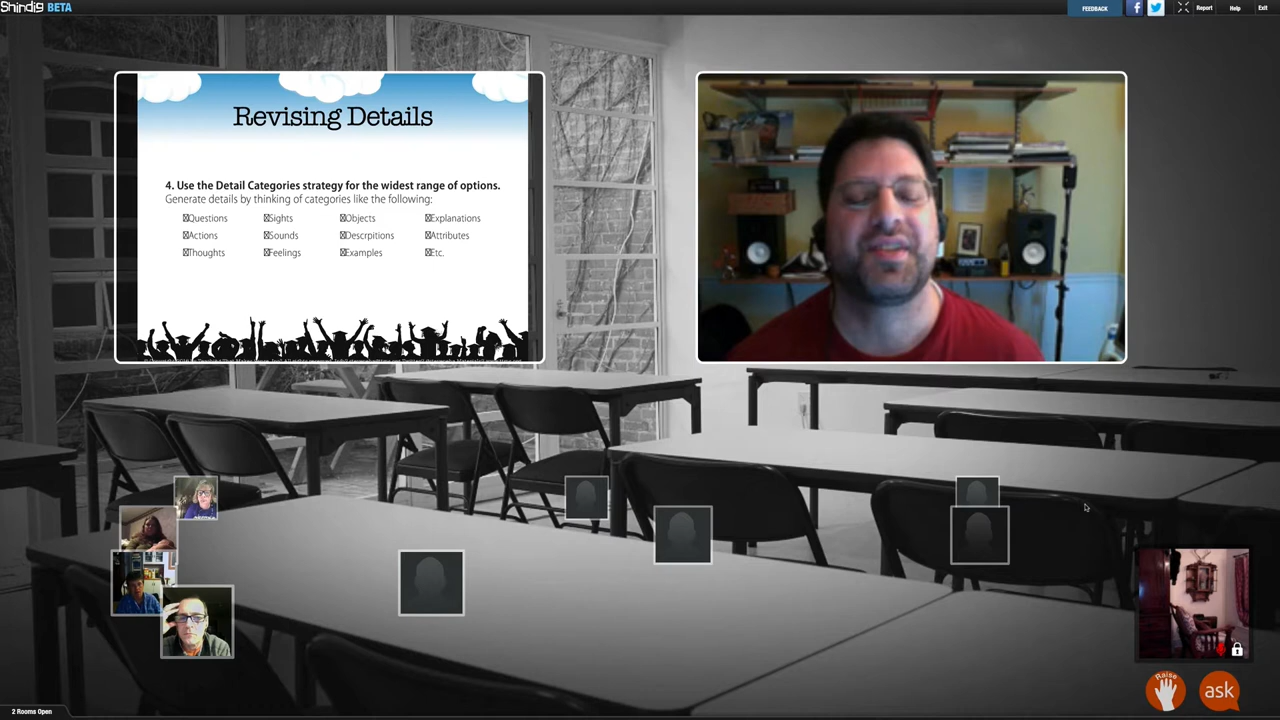 Shindig BETA
FEEDBACK
Report
Help
Exit
Revising Details
4. Use the Detail Categories strategy for the widest range of options.
Generate details by thinking of categories like the following:
Questions Sights Objects Explanations
Actions Sounds Descrpitions Attributes
Thoughts Feelings Examples Etc.
Raise
ask
2 Rooms Open